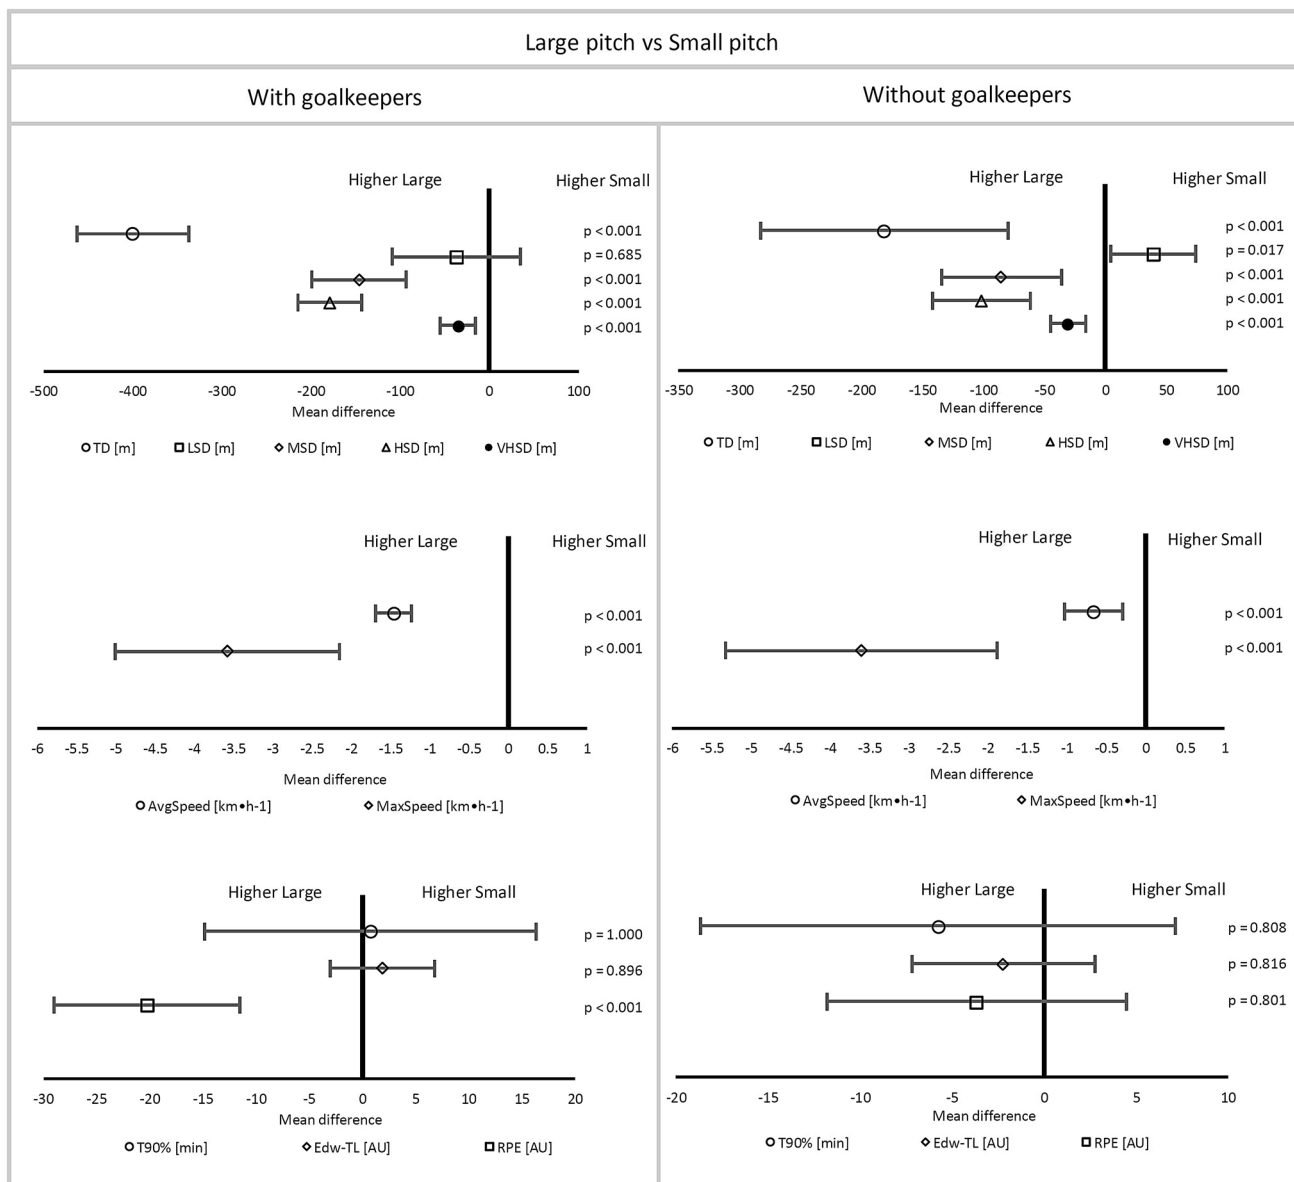 Large pitch vs Small pitch
With goalkeepers
Without goalkeepers
Higher Large
Higher Small
p < 0.001
p = 0.685
p < 0.001
p < 0.001
p < 0.001
-500 -400 -300 -200 -100 0 100
Mean difference
TD [m] LSD [m] MSD [m] HSD [m] VHSD [m]
Higher Large
Higher Small
p < 0.001
p = 0.017
p < 0.001
p < 0.001
p < 0.001
-350 -300 -250 -200 -150 -100 -50 0 50 100
Mean difference
TD [m] LSD [m] MSD [m] HSD [m] VHSD [m]
Higher Large
Higher Small
p < 0.001
p < 0.001
-6 -5.5 -5 -4.5 -4 -3.5 -3 -2.5 -2 -1.5 -1 -0.5 0 0.5 1
Mean difference
AvgSpeed [km•h-1] MaxSpeed [km•h-1]
Higher Large
Higher Small
p < 0.001
p < 0.001
-6 -5.5 -5 -4.5 -4 -3.5 -3 -2.5 -2 -1.5 -1 -0.5 0 0.5 1
Mean difference
AvgSpeed [km•h-1] MaxSpeed [km•h-1]
Higher Large
Higher Small
p = 1.000
p = 0.896
p < 0.001
-30 -25 -20 -15 -10 -5 0 5 10 15 20
Mean difference
T90% [min] Edw-TL [AU] RPE [AU]
Higher Large
Higher Small
p = 0.808
p = 0.816
p = 0.801
-20 -15 -10 -5 0 5 10
Mean difference
T90% [min] Edw-TL [AU] RPE [AU]